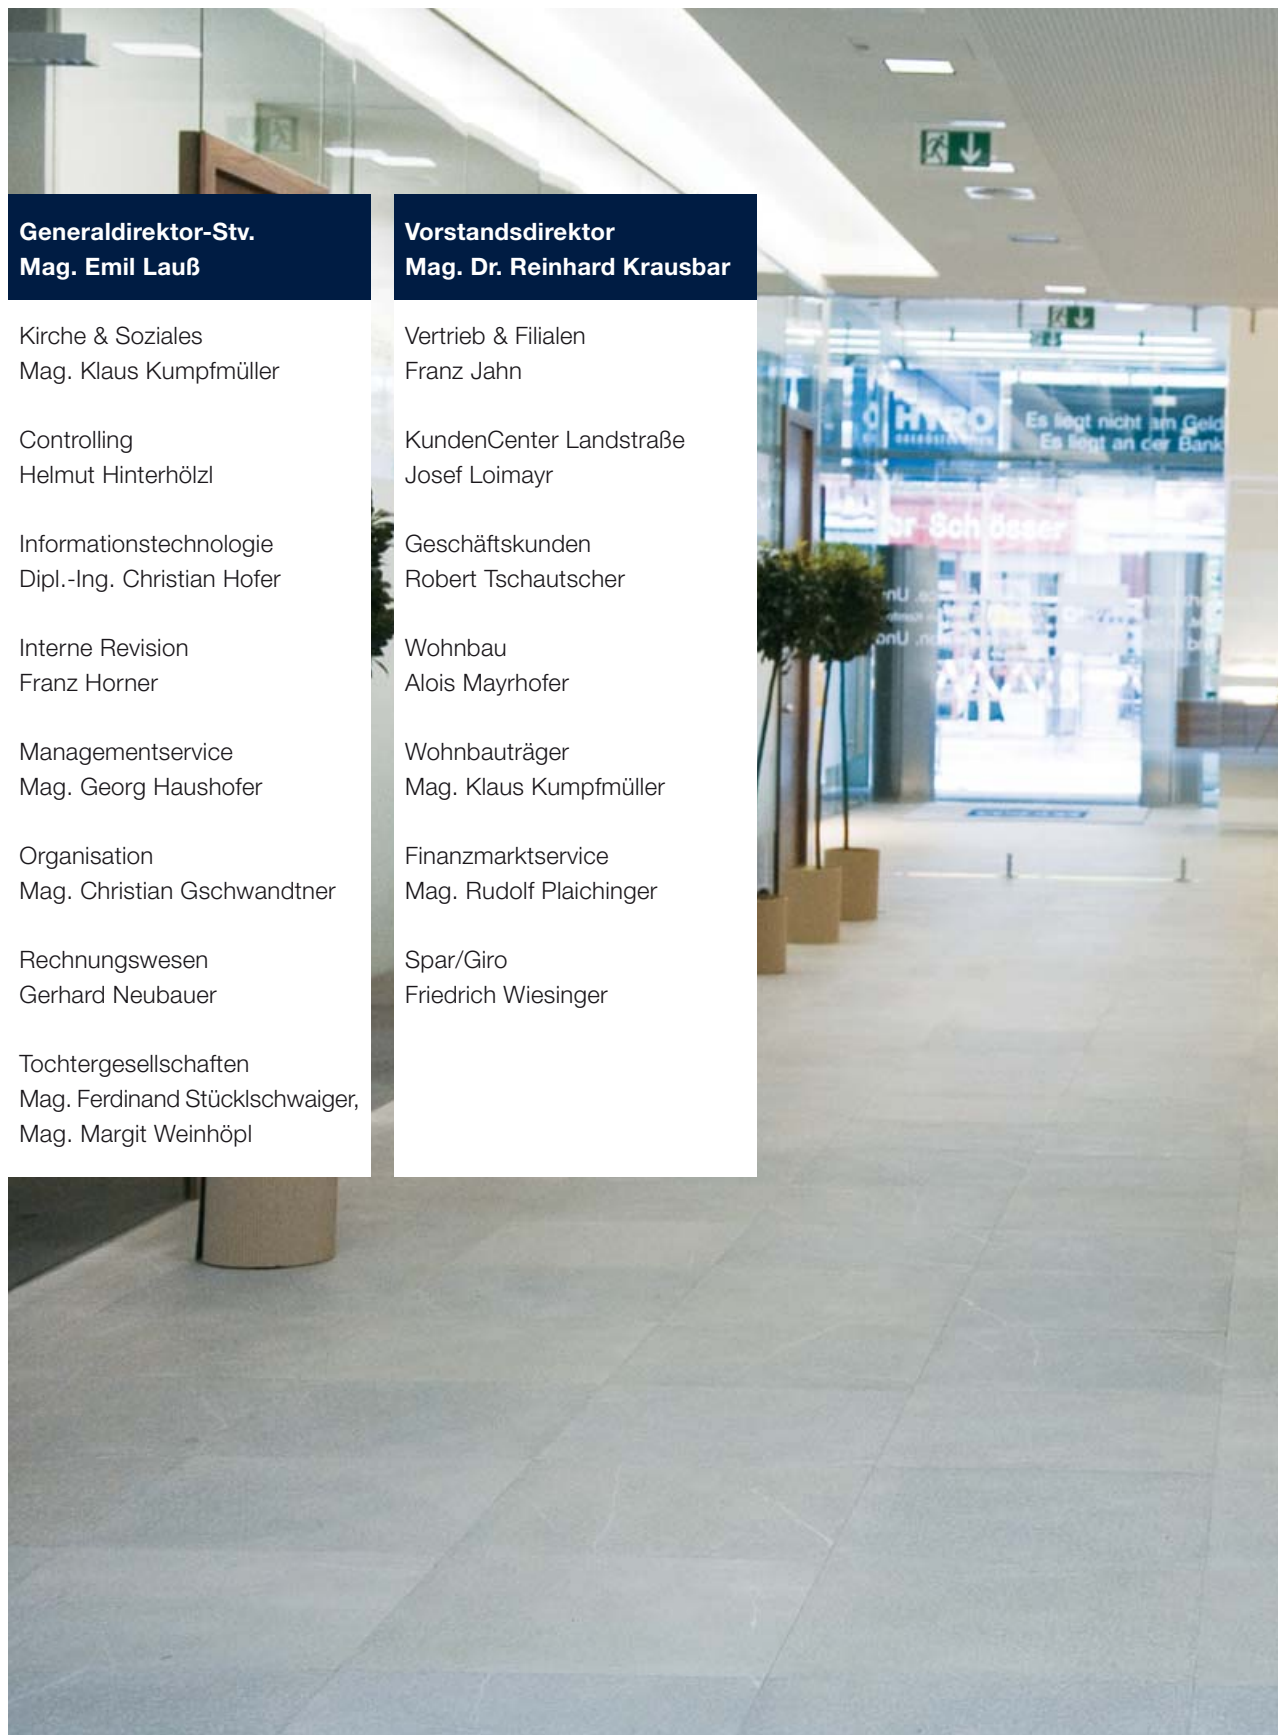 Generaldirektor-Stv.
Mag. Emil Lauß
Kirche & Soziales
Mag. Klaus Kumpfmüller
Controlling
Helmut Hinterhölzl
Informationstechnologie
Dipl.-Ing. Christian Hofer
Interne Revision
Franz Horner
Managementservice
Mag. Georg Haushofer
Organisation
Mag. Christian Gschwandtner
Rechnungswesen
Gerhard Neubauer
Tochtergesellschaften
Mag. Ferdinand Stücklschwaiger,
Mag. Margit Weinhöpl
Vorstandsdirektor
Mag. Dr. Reinhard Krausbar
Vertrieb & Filialen
Franz Jahn
KundenCenter Landstraße
Josef Loimayr
Geschäftskunden
Robert Tschautscher
Wohnbau
Alois Mayrhofer
Wohnbauträger
Mag. Klaus Kumpfmüller
Finanzmarktservice
Mag. Rudolf Plaichinger
Spar/Giro
Friedrich Wiesinger
HYPO
OBERÖSTERREICH
Es liegt nicht am Geld
Es liegt an der Bank